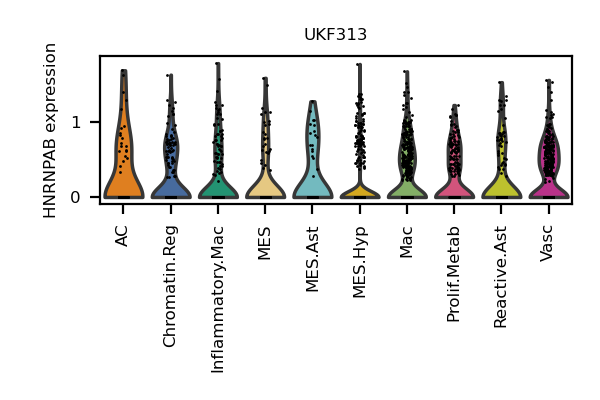 UKF313
HNRNPAB expression
1
0
AC
Chromatin.Reg
Inflammatory.Mac
MES
MES.Ast
MES.Hyp
Mac
Prolif.Metab
Reactive.Ast
Vasc